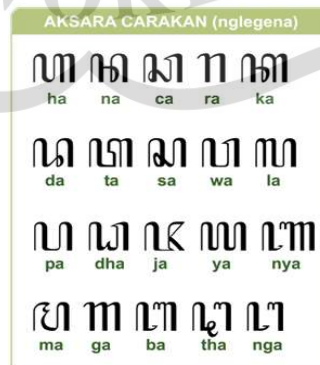 AKSARA CARAKAN (nglegena)
ꦲ ꦤ ꦕ ꦫ ꦏ
ha na ca ra ka
ꦢ ꦠ ꦱ ꦮ ꦭ
da ta sa wa la
ꦥ ꦝ ꦗ ꦪ ꦚ
pa dha ja ya nya
ꦩ ꦒ ꦧ ꦛ ꦔ
ma ga ba tha nga